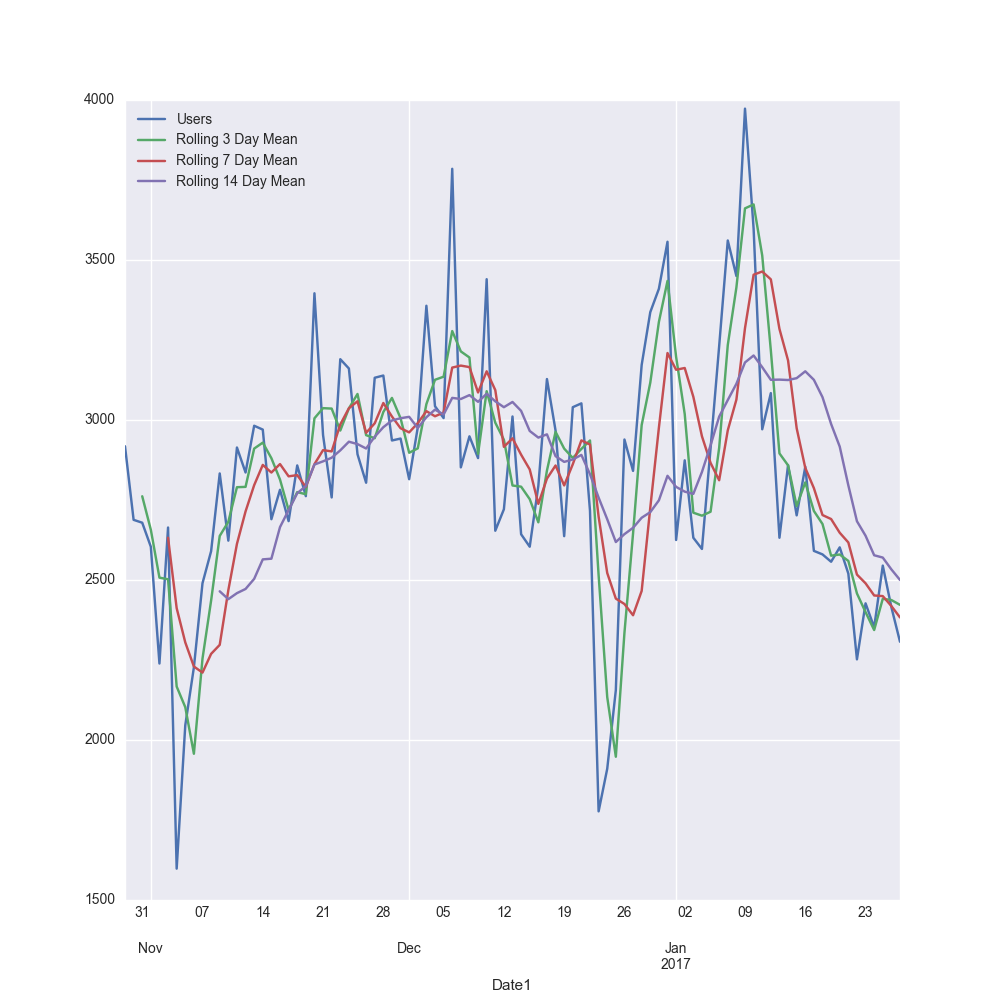 4000
3500
3000
2500
2000
1500
Users
Rolling 3 Day Mean
Rolling 7 Day Mean
Rolling 14 Day Mean
31 07 14 21 28 05 12 19 26 02 09 16 23
Nov Dec Jan
2017
Date1